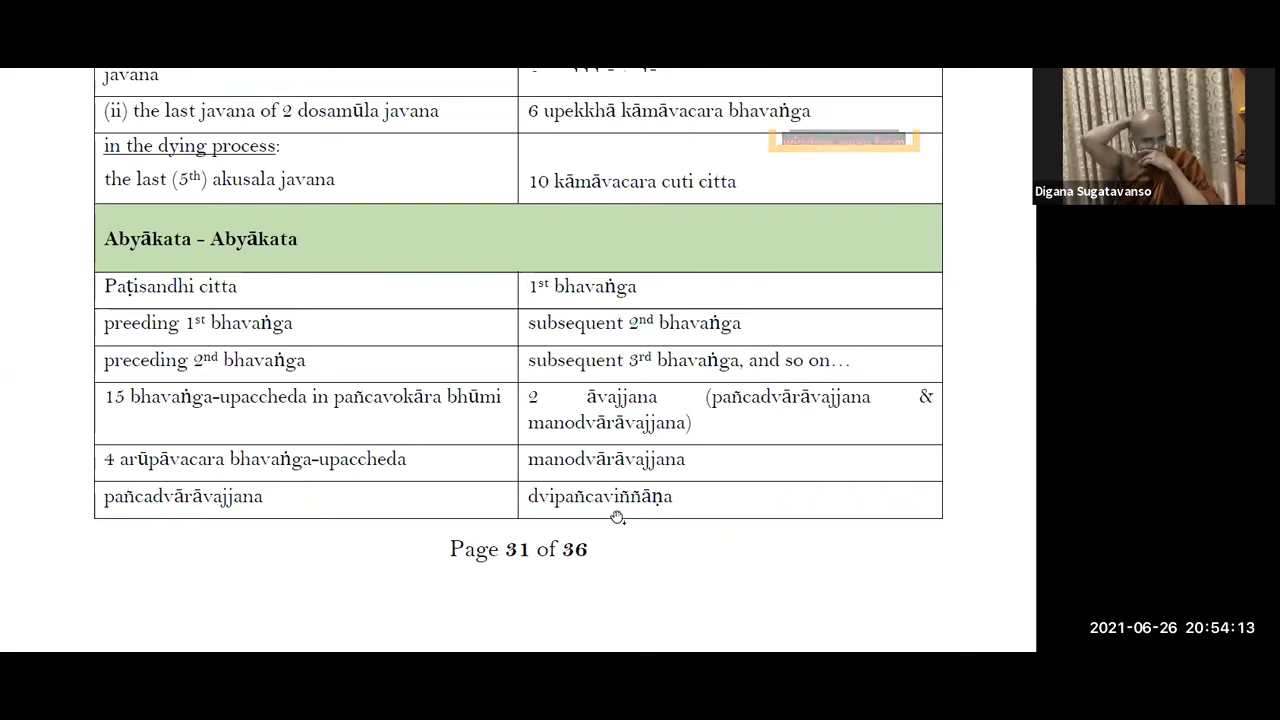 javana
(ii) the last javana of 2 dosamūla javana
6 upekkhā kāmāvacara bhavaṅga
in the dying process:
the last (5th) akusala javana
10 kāmāvacara cuti citta
Abyākata - Abyākata
Paṭisandhi citta
1st bhavaṅga
preeding 1st bhavaṅga
subsequent 2nd bhavaṅga
preceding 2nd bhavaṅga
subsequent 3rd bhavaṅga, and so on…
15 bhavaṅga-upaccheda in pañcavokāra bhūmi
2 āvajjana (pañcadvārāvajjana &
manodvārāvajjana)
4 arūpāvacara bhavaṅga-upaccheda
manodvārāvajjana
pañcadvārāvajjana
dvipañcaviññāṇa
Page 31 of 36
Digana Sugatavanso
2021-06-26 20:54:13